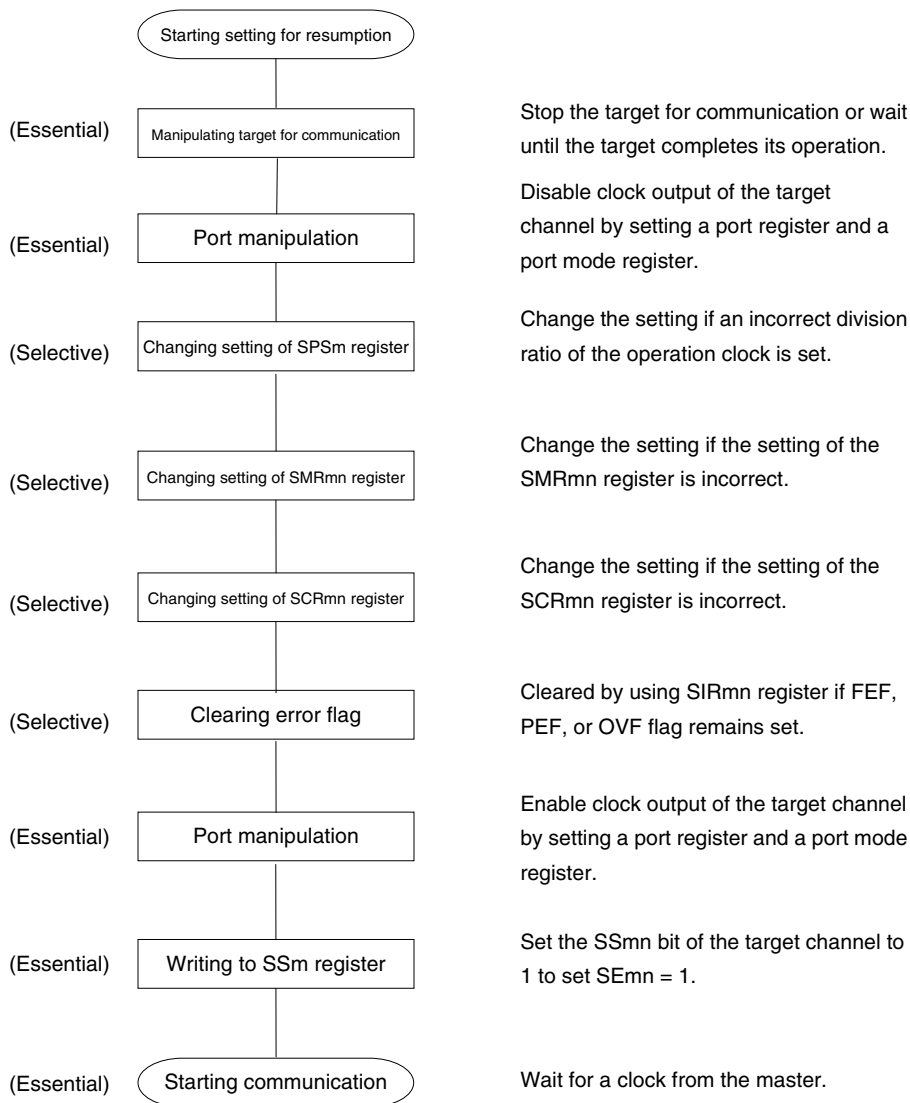 Starting setting for resumption
(Essential)
Manipulating target for communication
Stop the target for communication or wait
until the target completes its operation.
(Essential)
Port manipulation
Disable clock output of the target
channel by setting a port register and a
port mode register.
(Selective)
Changing setting of SPSm register
Change the setting if an incorrect division
ratio of the operation clock is set.
(Selective)
Changing setting of SMRmn register
Change the setting if the setting of the
SMRmn register is incorrect.
(Selective)
Changing setting of SCRmn register
Change the setting if the setting of the
SCRmn register is incorrect.
(Selective)
Clearing error flag
Cleared by using SIRmn register if FEF,
PEF, or OVF flag remains set.
(Essential)
Port manipulation
Enable clock output of the target channel
by setting a port register and a port mode
register.
(Essential)
Writing to SSm register
Set the SSmn bit of the target channel to
1 to set SEmn = 1.
(Essential)
Starting communication
Wait for a clock from the master.